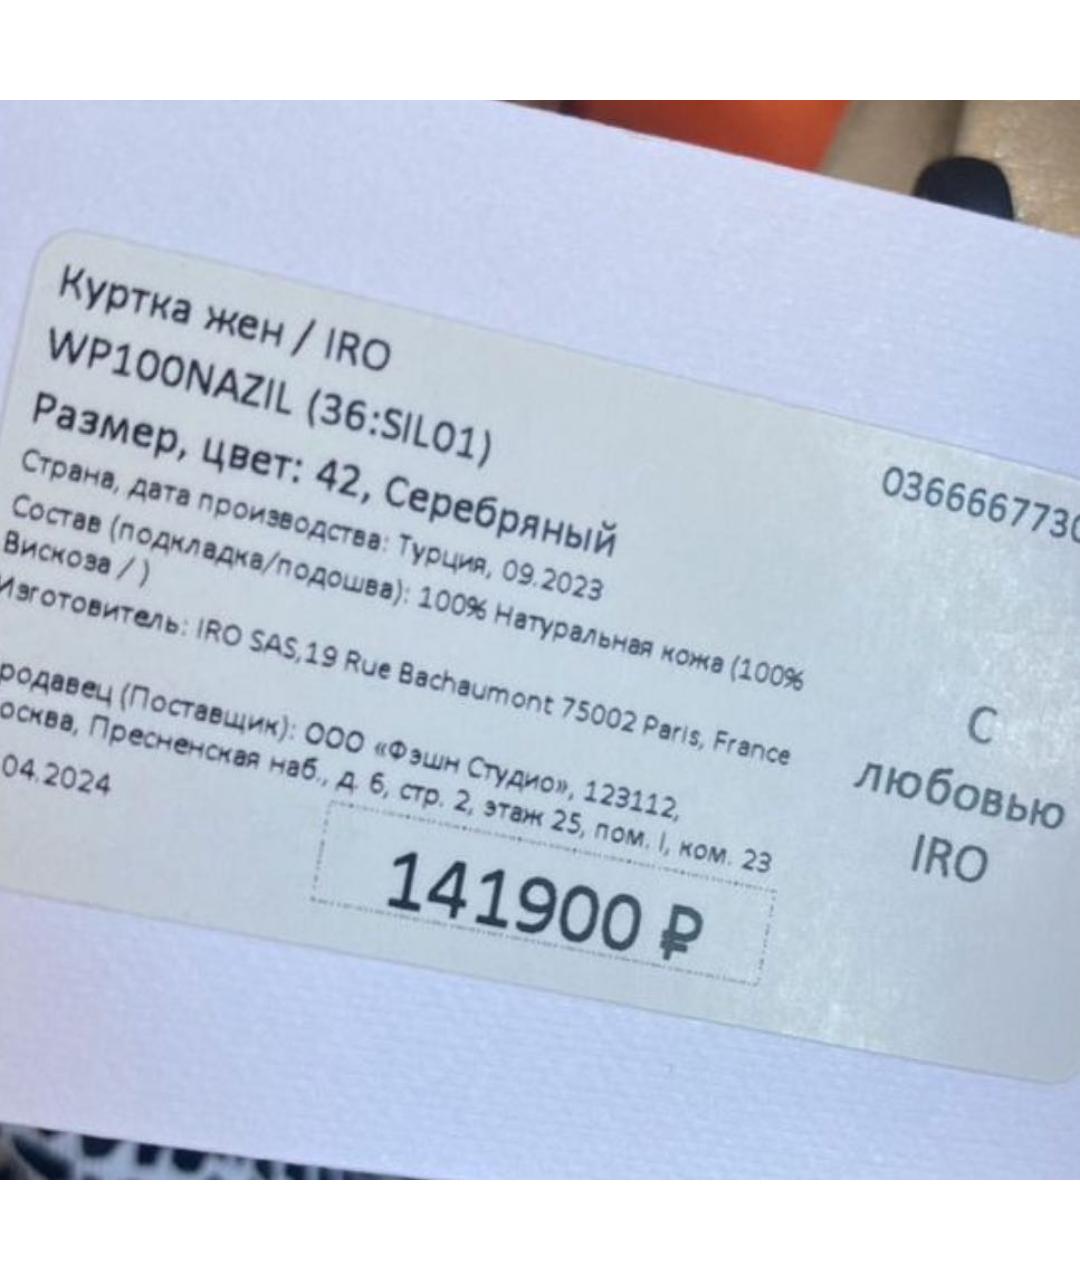 Куртка жен / IRO
WP100NAZIL (36:SIL01)
Размер, цвет: 42, Серебряный
Страна, дата производства: Турция, 09.2023
Состав (подкладка/подошва): 100% Натуральная кожа (100%
Вискоза / )
Изготовитель: IRO SAS,19 Rue Bachaumont 75002 Paris, France
родавец (Поставщик): ООО «Фэшн Студио», 123112,
осква, Пресненская наб., д. 6, стр. 2, этаж 25, пом. I, ком. 23
04.2024
141900 ₽
0366667730
С
любовью
IRO